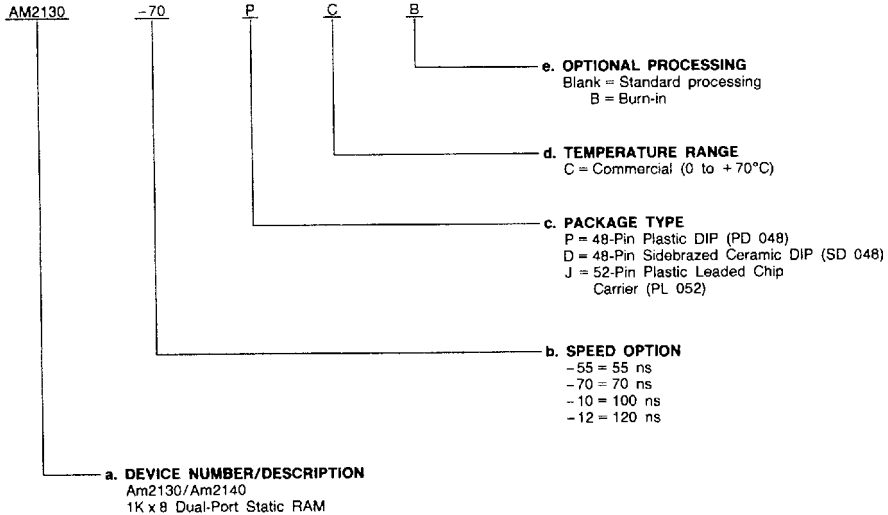 AM2130 -70 P C B
e. OPTIONAL PROCESSING
Blank = Standard processing
B = Burn-in
d. TEMPERATURE RANGE
C = Commercial (0 to +70°C)
c. PACKAGE TYPE
P = 48-Pin Plastic DIP (PD 048)
D = 48-Pin Sidebrazed Ceramic DIP (SD 048)
J = 52-Pin Plastic Leaded Chip
Carrier (PL 052)
b. SPEED OPTION
-55 = 55 ns
-70 = 70 ns
-10 = 100 ns
-12 = 120 ns
a. DEVICE NUMBER/DESCRIPTION
Am2130/Am2140
1K x 8 Dual-Port Static RAM